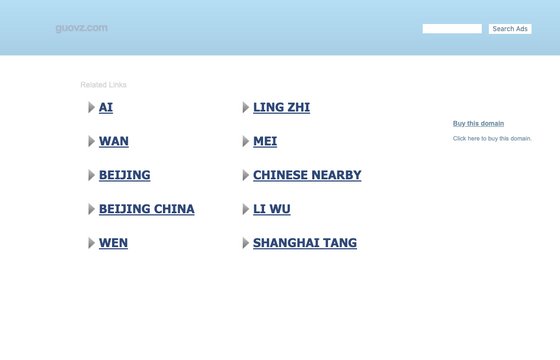 guovz.com
Search Ads
Related Links
AI
LING ZHI
WAN
MEI
BEIJING
CHINESE NEARBY
BEIJING CHINA
LI WU
WEN
SHANGHAI TANG
Buy this domain
Click here to buy this domain.